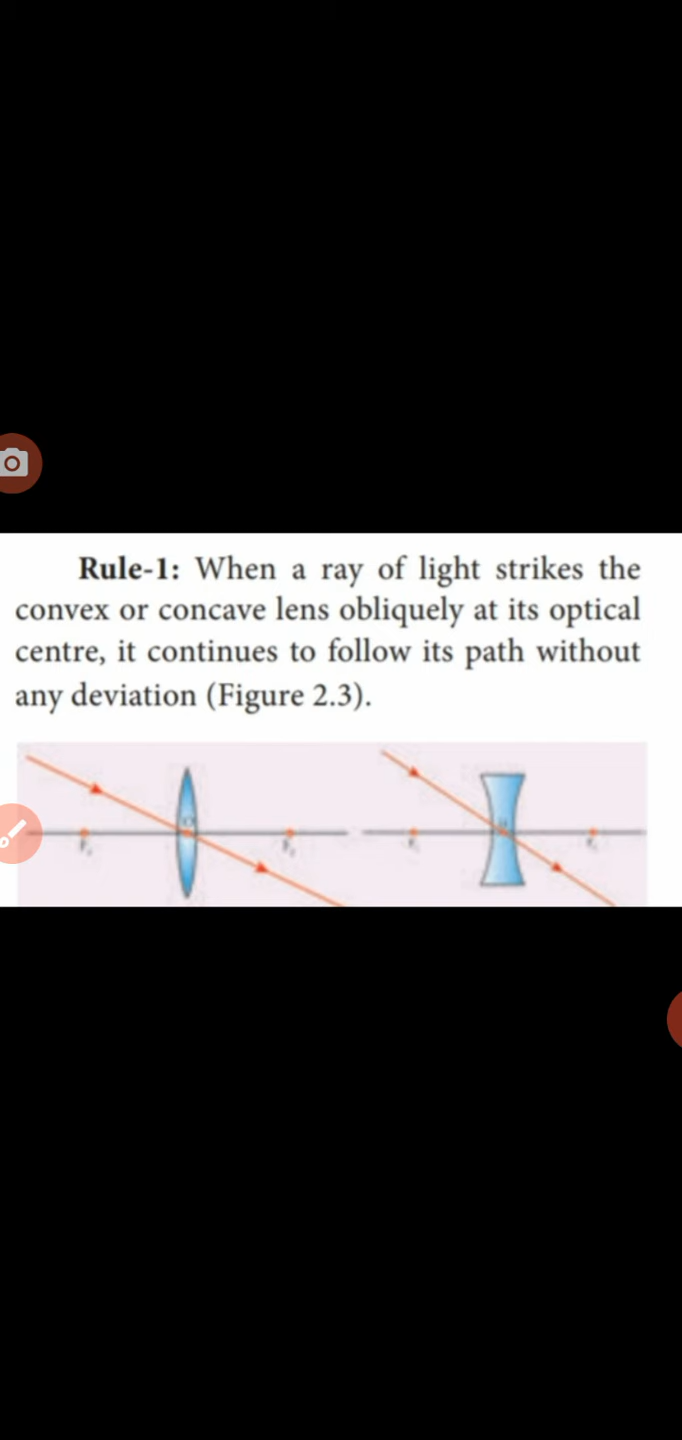 Rule-1: When a ray of light strikes the
convex or concave lens obliquely at its optical
centre, it continues to follow its path without
any deviation (Figure 2.3).